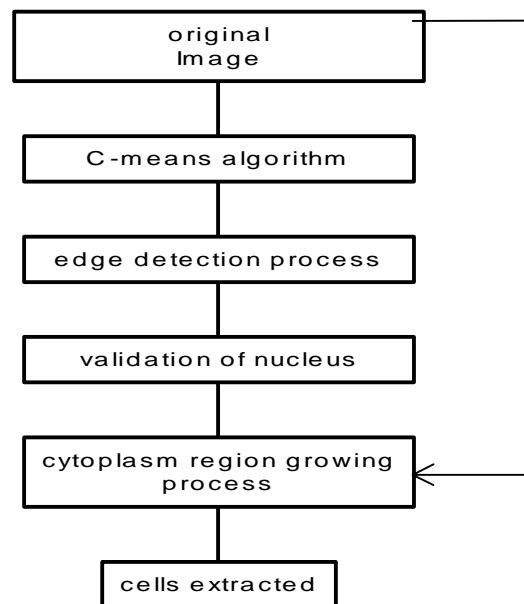 original
Image
C-means algorithm
edge detection process
validation of nucleus
cytoplasm region growing
process
cells extracted